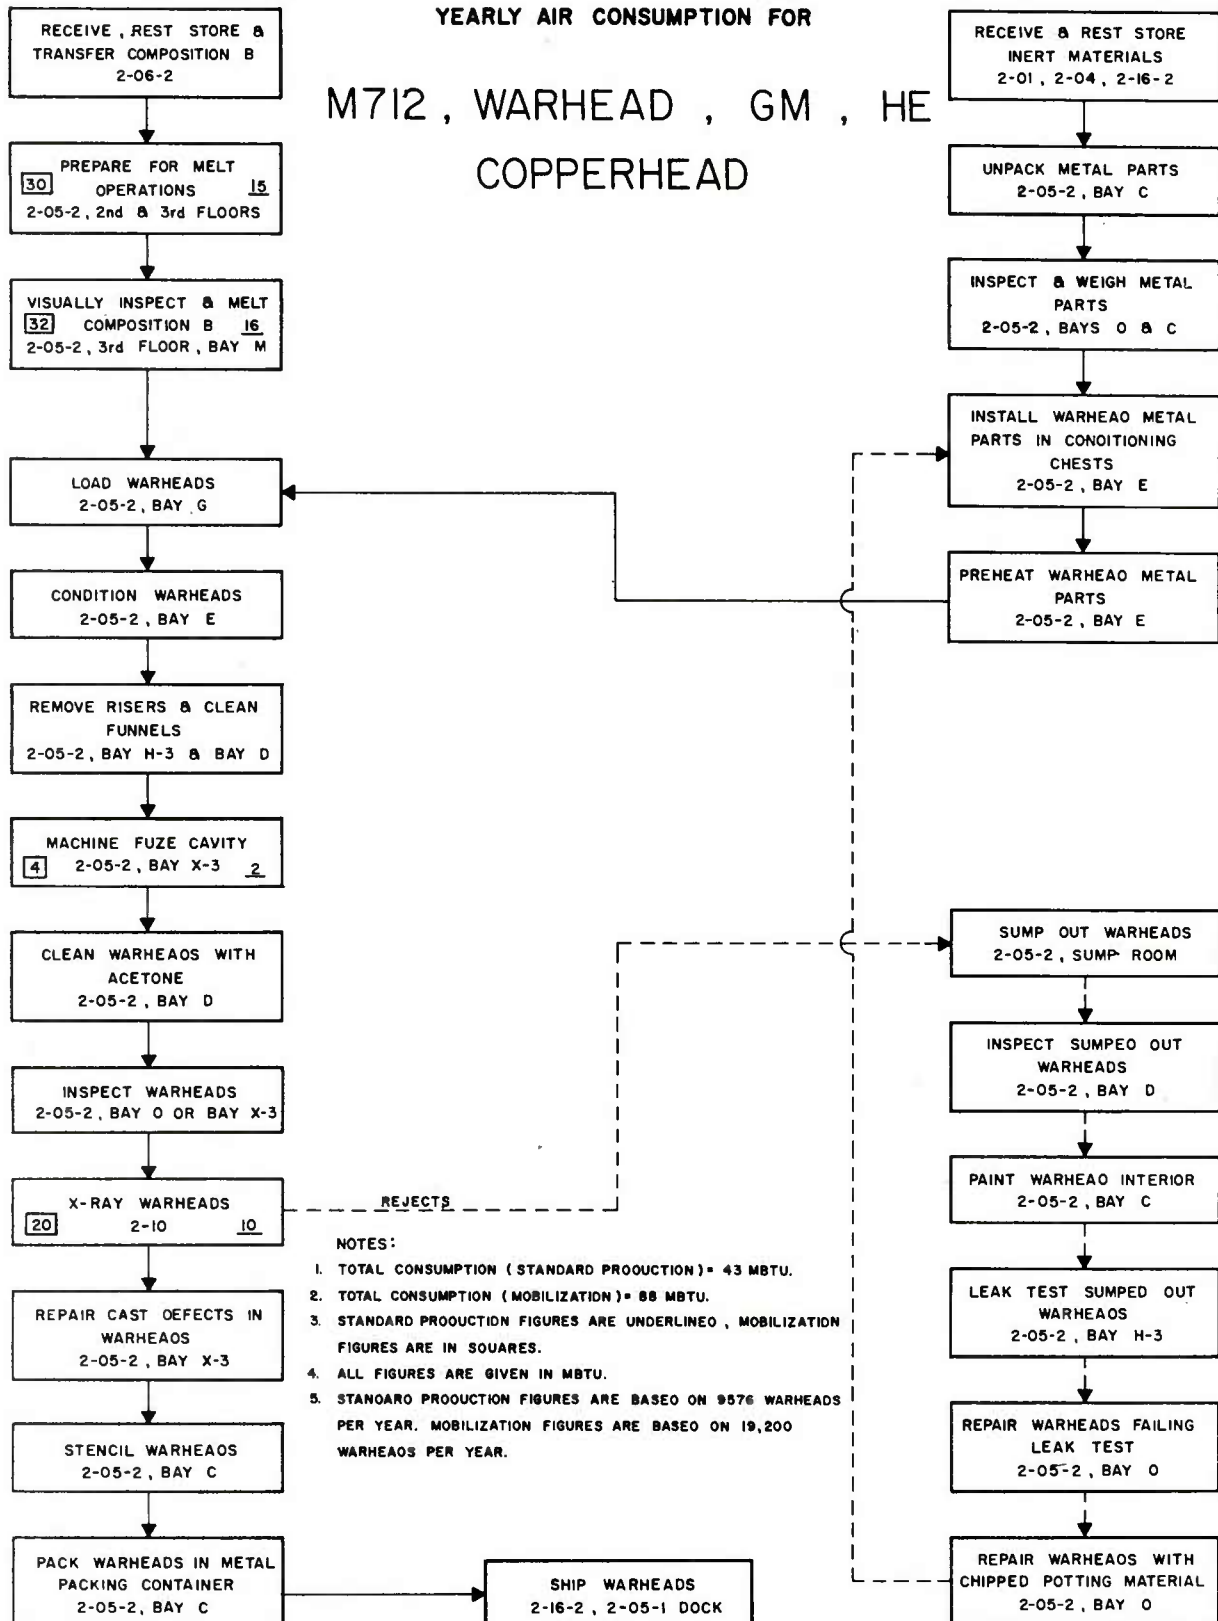 YEARLY AIR CONSUMPTION FOR
M712 , WARHEAD , GM , HE
COPPERHEAD
RECEIVE , REST STORE &
TRANSFER COMPOSITION B
2-06-2
PREPARE FOR MELT
30 OPERATIONS 15
2-05-2, 2nd & 3rd FLOORS
VISUALLY INSPECT & MELT
32 COMPOSITION B 16
2-05-2, 3rd FLOOR, BAY M
LOAD WARHEADS
2-05-2, BAY G
CONDITION WARHEADS
2-05-2, BAY E
REMOVE RISERS & CLEAN
FUNNELS
2-05-2, BAY H-3 & BAY D
MACHINE FUZE CAVITY
4 2-05-2, BAY X-3 2
CLEAN WARHEAOS WITH
ACETONE
2-05-2, BAY D
INSPECT WARHEADS
2-05-2, BAY O OR BAY X-3
X-RAY WARHEADS
20 2-10 10
REJECTS
REPAIR CAST OEFECTS IN
WARHEAOS
2-05-2, BAY X-3
STENCIL WARHEAOS
2-05-2, BAY C
PACK WARHEADS IN METAL
PACKING CONTAINER
2-05-2, BAY C
SHIP WARHEADS
2-16-2, 2-05-1 DOCK
NOTES:
1. TOTAL CONSUMPTION (STANDARD PROOUCTION)= 43 MBTU.
2. TOTAL CONSUMPTION (MOBILIZATION)= 88 MBTU.
3. STANDARD PROOUCTION FIGURES ARE UNDERLINEO , MOBILIZATION
FIGURES ARE IN SOUARES.
4. ALL FIGURES ARE GIVEN IN MBTU.
5. STANOARO PROOUCTION FIGURES ARE BASEO ON 9576 WARHEADS
PER YEAR. MOBILIZATION FIGURES ARE BASEO ON 19,200
WARHEAOS PER YEAR.
RECEIVE & REST STORE
INERT MATERIALS
2-01, 2-04, 2-16-2
UNPACK METAL PARTS
2-05-2, BAY C
INSPECT & WEIGH METAL
PARTS
2-05-2, BAYS O & C
INSTALL WARHEAO METAL
PARTS IN CONOITIONING
CHESTS
2-05-2, BAY E
PREHEAT WARHEAO METAL
PARTS
2-05-2, BAY E
SUMP OUT WARHEADS
2-05-2, SUMP ROOM
INSPECT SUMPEO OUT
WARHEADS
2-05-2, BAY D
PAINT WARHEAO INTERIOR
2-05-2, BAY C
LEAK TEST SUMPED OUT
WARHEAOS
2-05-2, BAY H-3
REPAIR WARHEADS FAILING
LEAK TEST
2-05-2, BAY O
REPAIR WARHEAOS WITH
CHIPPED POTTING MATERIAL
2-05-2, BAY O